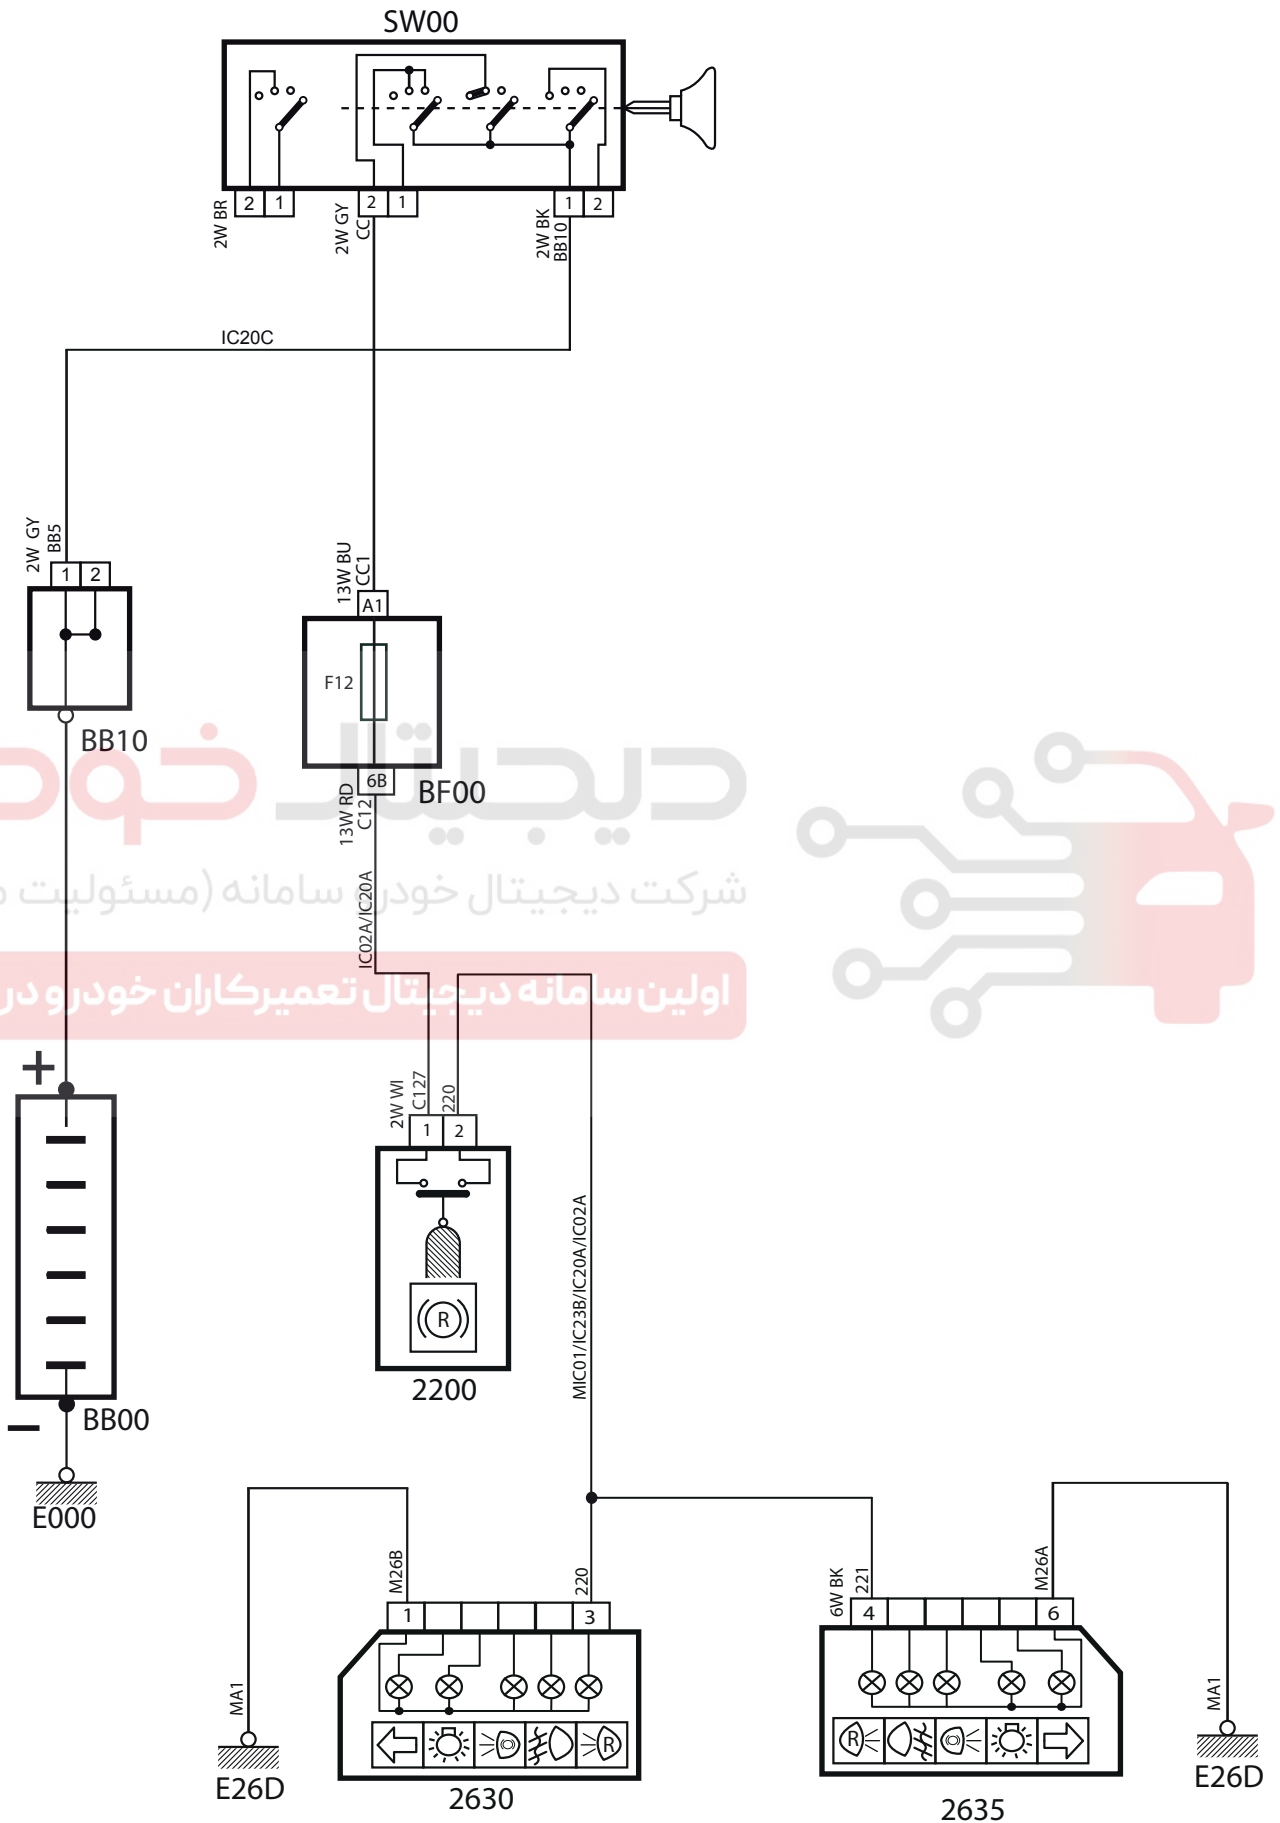 SW00
2 1
2W BR
2 1
2W GY
CC
1 2
2W BK
BB10
IC20C
2W GY
BB5
1 2
BB10
13W BU
CC1
A1
F12
6B
BF00
13W RD
C12
دیجیتال خود
شرکت دیجیتال خودرو سامانه (مسئولیت م
اولین سامانه دیجیتال تعمیرکاران خودرو در
IC02A/IC20A
+
2W WI
C127
220
1 2
R
2200
MIC01/IC23B/IC20A/IC02A
−
BB00
E000
M26B
220
1 3
R
2630
MA1
E26D
6W BK
221
M26A
4 6
R
2635
MA1
E26D